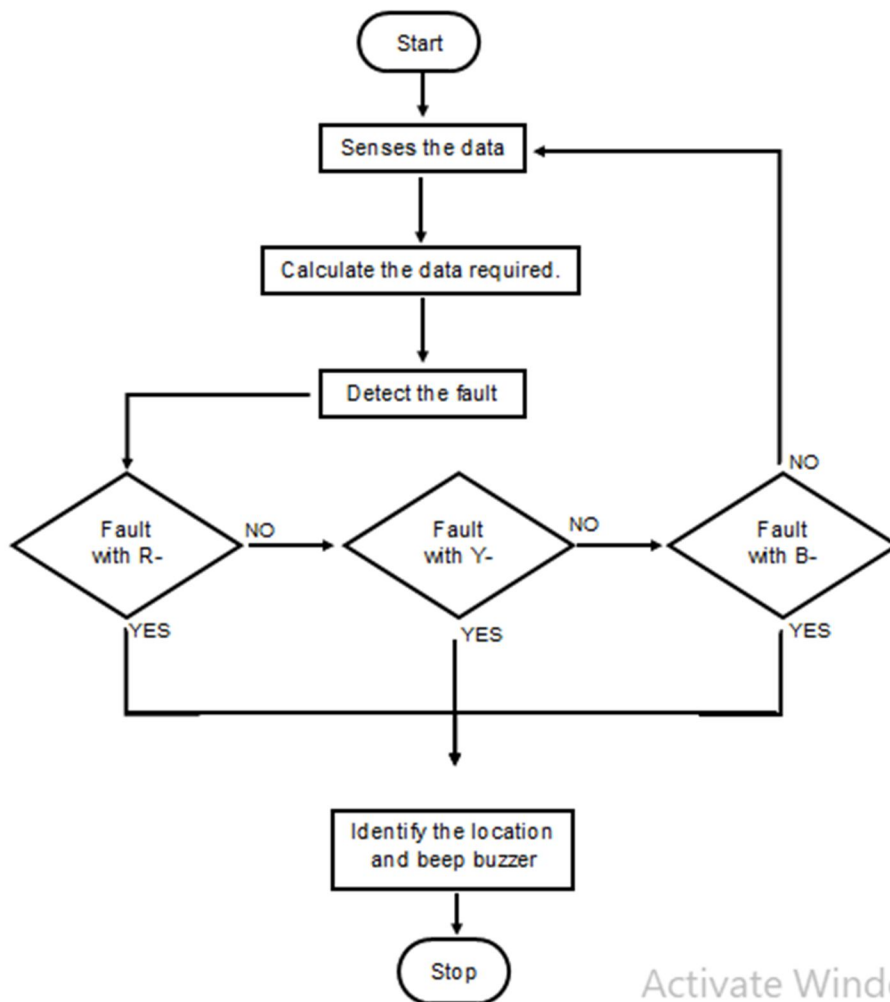 Start
Senses the data
Calculate the data required.
Detect the fault
NO
Fault
with R-
NO
Fault
with Y-
NO
Fault
with B-
YES
YES
YES
Identify the location
and beep buzzer
Stop
Activate